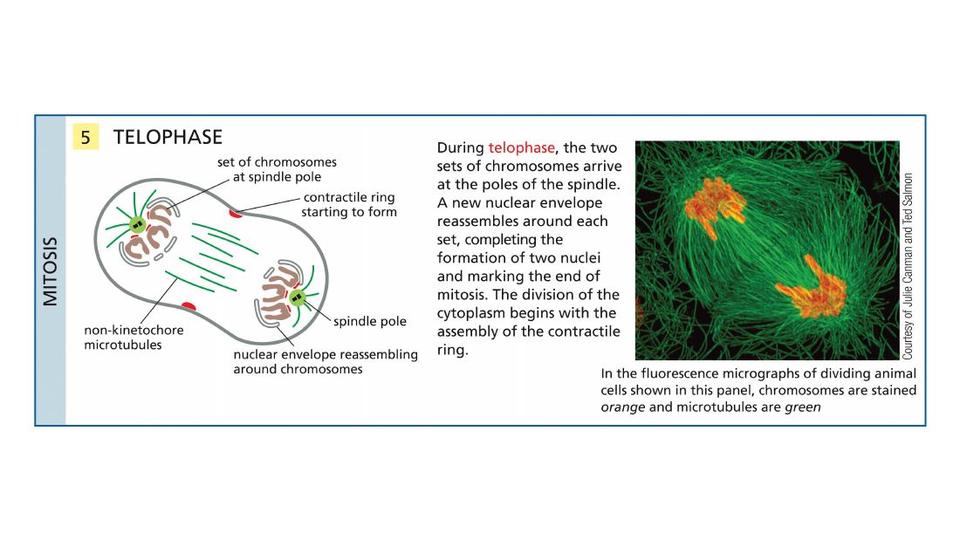 MITOSIS
5 TELOPHASE
set of chromosomes
at spindle pole
contractile ring
starting to form
non-kinetochore
microtubules
spindle pole
nuclear envelope reassembling
around chromosomes
During telophase, the two
sets of chromosomes arrive
at the poles of the spindle.
A new nuclear envelope
reassembles around each
set, completing the
formation of two nuclei
and marking the end of
mitosis. The division of the
cytoplasm begins with the
assembly of the contractile
ring.
Courtesy of Julie Canman and Ted Salmon
In the fluorescence micrographs of dividing animal
cells shown in this panel, chromosomes are stained
orange and microtubules are green